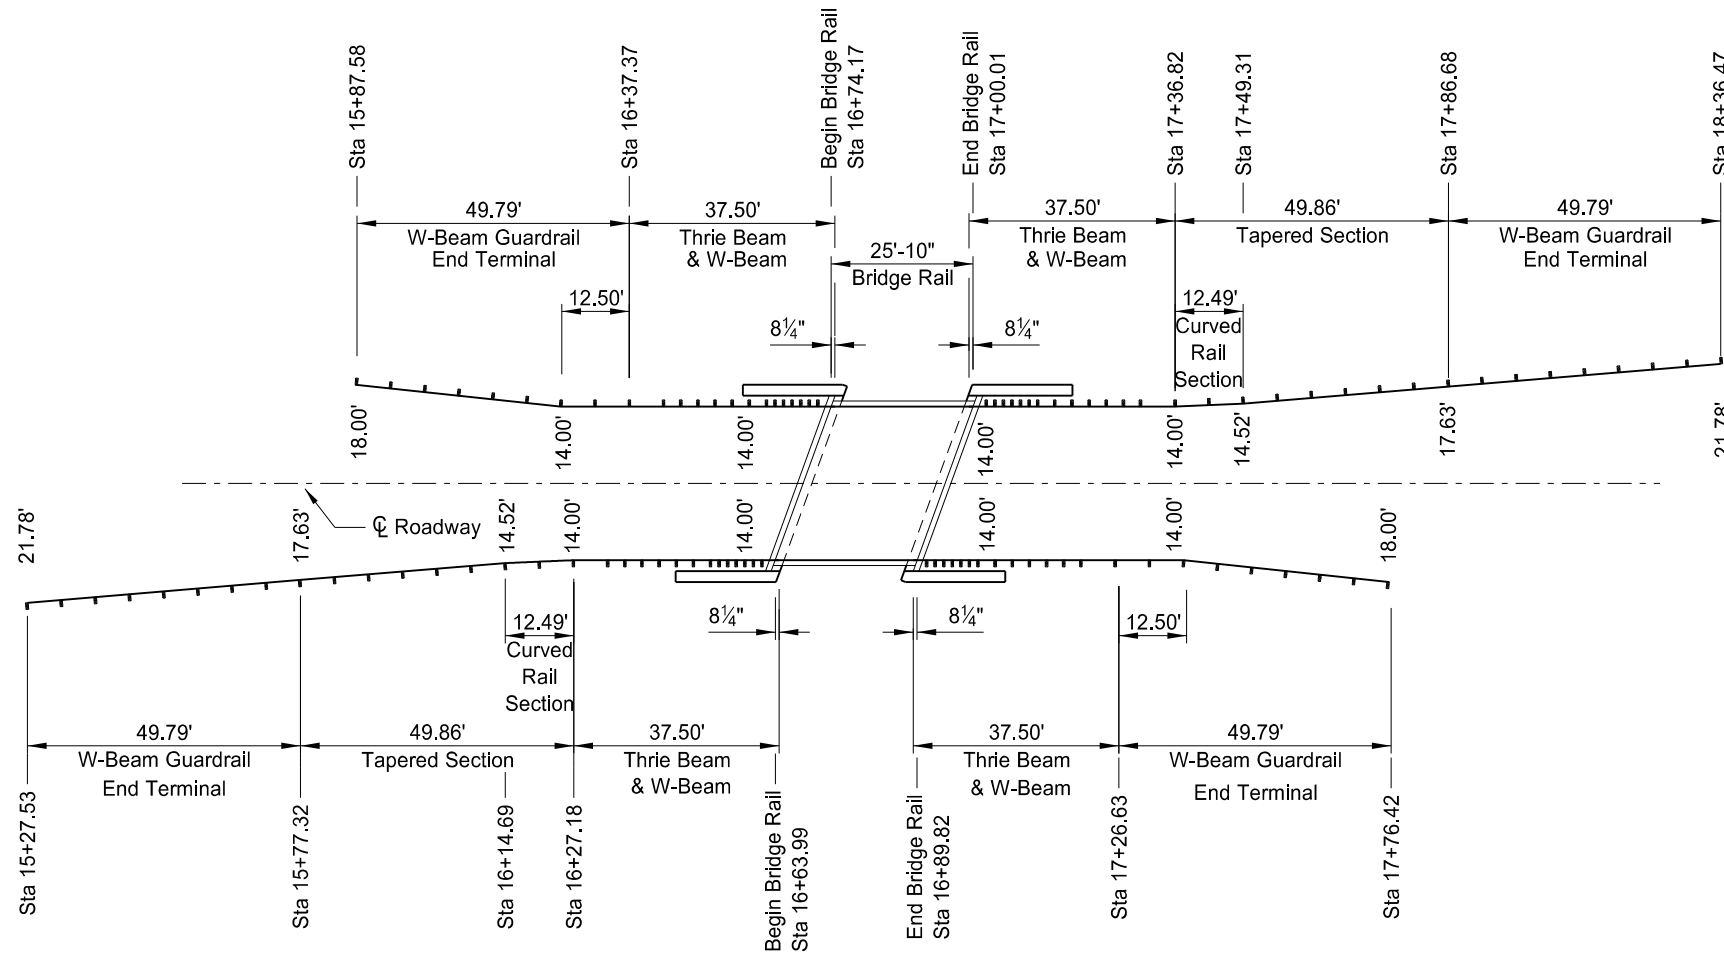 Sta 15+87.58
Sta 16+37.37
Begin Bridge Rail
Sta 16+74.17
End Bridge Rail
Sta 17+00.01
Sta 17+36.82
Sta 17+49.31
Sta 17+86.68
Sta 18+36.47
49.79'
W-Beam Guardrail
End Terminal
37.50'
Thrie Beam
& W-Beam
25'-10"
Bridge Rail
37.50'
Thrie Beam
& W-Beam
49.86'
Tapered Section
49.79'
W-Beam Guardrail
End Terminal
12.50'
8¼"
8¼"
12.49'
Curved
Rail
Section
18.00'
14.00'
14.00'
14.00'
14.00'
14.52'
17.63'
21.78'
℄ Roadway
21.78'
17.63'
14.52'
14.00'
14.00'
14.00'
14.00'
18.00'
12.49'
Curved
Rail
Section
8¼"
8¼"
12.50'
49.79'
W-Beam Guardrail
End Terminal
49.86'
Tapered Section
37.50'
Thrie Beam
& W-Beam
37.50'
Thrie Beam
& W-Beam
49.79'
W-Beam Guardrail
End Terminal
Sta 15+27.53
Sta 15+77.32
Sta 16+14.69
Sta 16+27.18
Begin Bridge Rail
Sta 16+63.99
End Bridge Rail
Sta 16+89.82
Sta 17+26.63
Sta 17+76.42